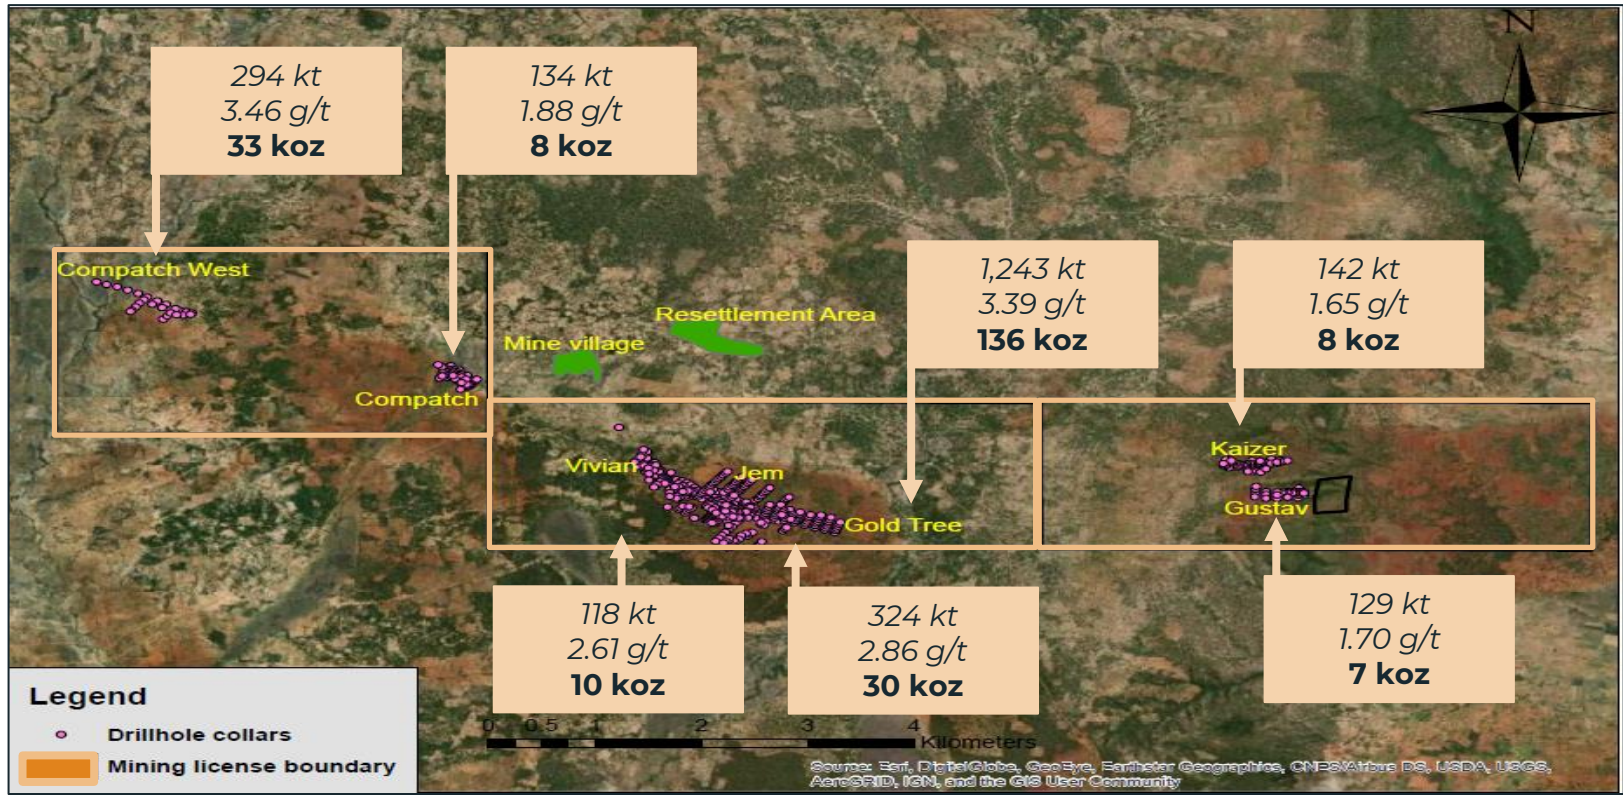 N
294 kt
3.46 g/t
33 koz
134 kt
1.88 g/t
8 koz
1,243 kt
3.39 g/t
136 koz
142 kt
1.65 g/t
8 koz
Cornpatch West
Resettlement Area
Mine village
Cornpatch
Vivian
Jem
Gold Tree
Kaizer
Gustav
118 kt
2.61 g/t
10 koz
324 kt
2.86 g/t
30 koz
129 kt
1.70 g/t
7 koz
Legend
Drillhole collars
Mining license boundary
0 0.5 1 2 3 4
Kilometers
Source: Esri, DigitalGlobe, GeoEye, Earthstar Geographics, CNES/Airbus DS, USDA, USGS,
AeroGRID, IGN, and the GIS User Community